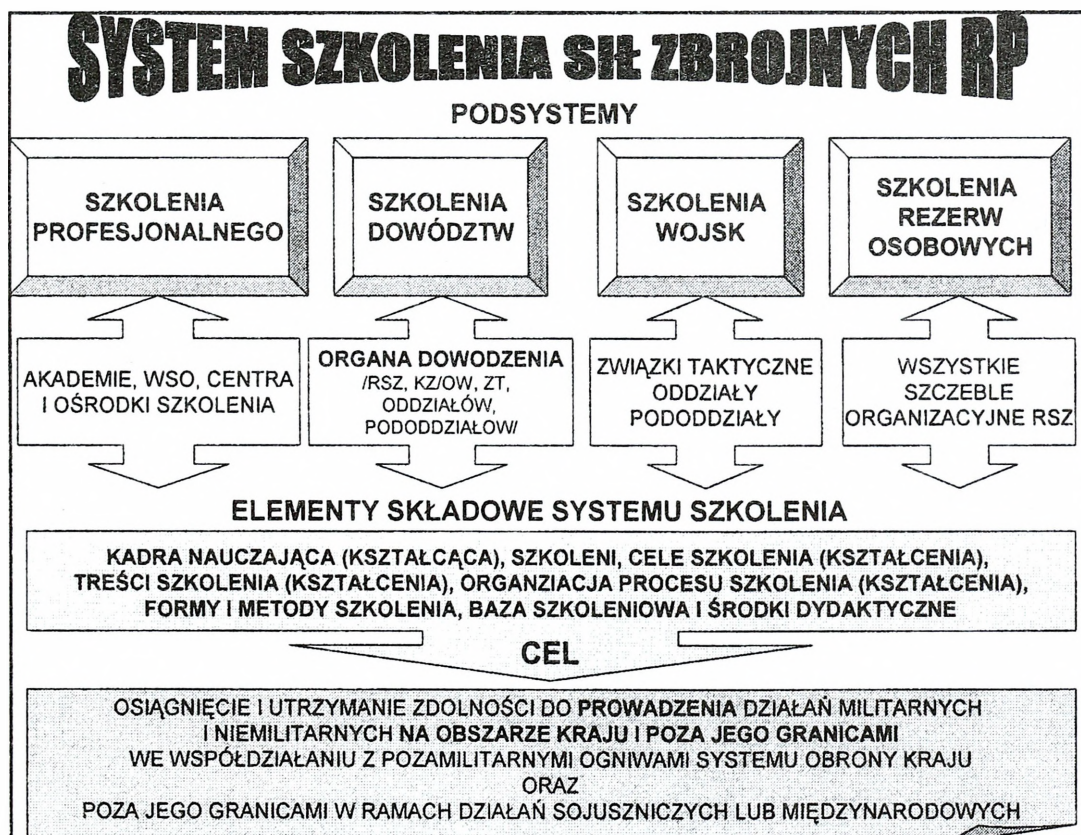 SYSTEM SZKOLENIA SIŁ ZBROJNYCH RP
PODSYSTEMY
SZKOLENIA
PROFESJONALNEGO
SZKOLENIA
DOWÓDZTW
SZKOLENIA
WOJSK
SZKOLENIA
REZERW
OSOBOWYCH
AKADEMIE, WSO, CENTRA
I OŚRODKI SZKOLENIA
ORGANA DOWODZENIA
/RSZ, KZ/OW, ZT,
ODDZIAŁÓW,
PODODDZIAŁOW/
ZWIĄZKI TAKTYCZNE
ODDZIAŁY
PODODDZIAŁY
WSZYSTKIE
SZCZEBLE
ORGANIZACYJNE RSZ
ELEMENTY SKŁADOWE SYSTEMU SZKOLENIA
KADRA NAUCZAJĄCA (KSZTAŁCĄCA), SZKOLENI, CELE SZKOLENIA (KSZTAŁCENIA),
TREŚCI SZKOLENIA (KSZTAŁCENIA), ORGANZIACJA PROCESU SZKOLENIA (KSZTAŁCENIA),
FORMY I METODY SZKOLENIA, BAZA SZKOLENIOWA I ŚRODKI DYDAKTYCZNE
CEL
OSIĄGNIĘCIE I UTRZYMANIE ZDOLNOŚCI DO PROWADZENIA DZIAŁAŃ MILITARNYCH
I NIEMILITARNYCH NA OBSZARZE KRAJU I POZA JEGO GRANICAMI
WE WSPÓŁDZIAŁANIU Z POZAMILITARNYMI OGNIWAMI SYSTEMU OBRONY KRAJU
ORAZ
POZA JEGO GRANICAMI W RAMACH DZIAŁAŃ SOJUSZNICZYCH LUB MIĘDZYNARODOWYCH